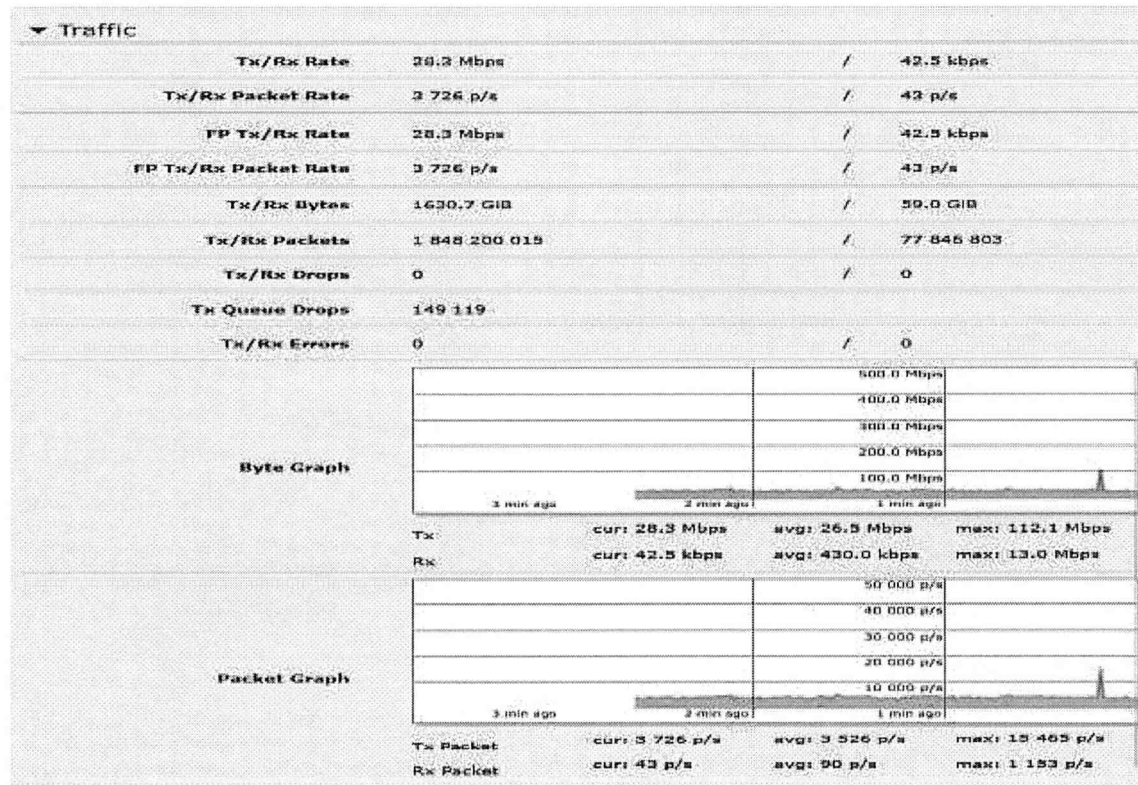 Traffic
Tx/Rx Rate 28.3 Mbps / 42.5 kbps
Tx/Rx Packet Rate 3 726 p/s / 43 p/s
FP Tx/Rx Rate 28.3 Mbps / 42.5 kbps
FP Tx/Rx Packet Rate 3 726 p/s / 43 p/s
Tx/Rx Bytes 1630.7 GiB / 59.0 GiB
Tx/Rx Packets 1 848 200 015 / 77 846 803
Tx/Rx Drops 0 / 0
Tx Queue Drops 149 119
Tx/Rx Errors 0 / 0
500.0 Mbps
400.0 Mbps
300.0 Mbps
200.0 Mbps
Byte Graph
100.0 Mbps
3 min ago 2 min ago 1 min ago
Tx cur: 28.3 Mbps avg: 26.5 Mbps max: 112.1 Mbps
Rx cur: 42.5 kbps avg: 430.0 kbps max: 13.0 Mbps
50 000 p/s
40 000 p/s
30 000 p/s
20 000 p/s
Packet Graph
10 000 p/s
3 min ago 2 min ago 1 min ago
Tx Packet cur: 3 726 p/s avg: 3 526 p/s max: 15 465 p/s
Rx Packet cur: 43 p/s avg: 90 p/s max: 1 153 p/s